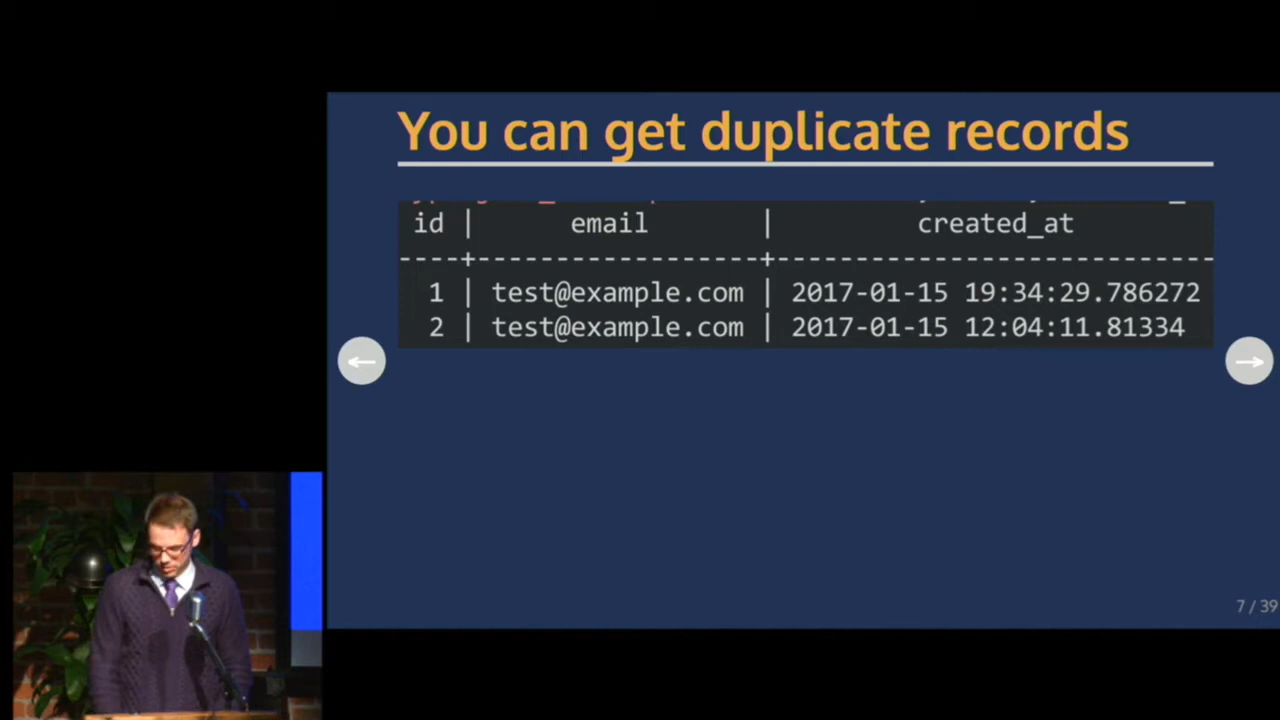 You can get duplicate records
id | email | created_at
----+------------------+----------------------------
1 | test@example.com | 2017-01-15 19:34:29.786272
2 | test@example.com | 2017-01-15 12:04:11.81334
←
→
7 / 39